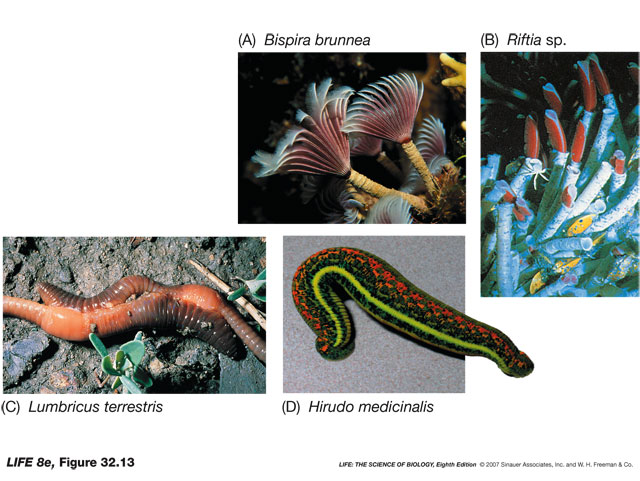 (A) Bispira brunnea
(B) Riftia sp.
(C) Lumbricus terrestris
(D) Hirudo medicinalis
LIFE 8e, Figure 32.13
LIFE: THE SCIENCE OF BIOLOGY, Eighth Edition © 2007 Sinauer Associates, Inc. and W. H. Freeman & Co.